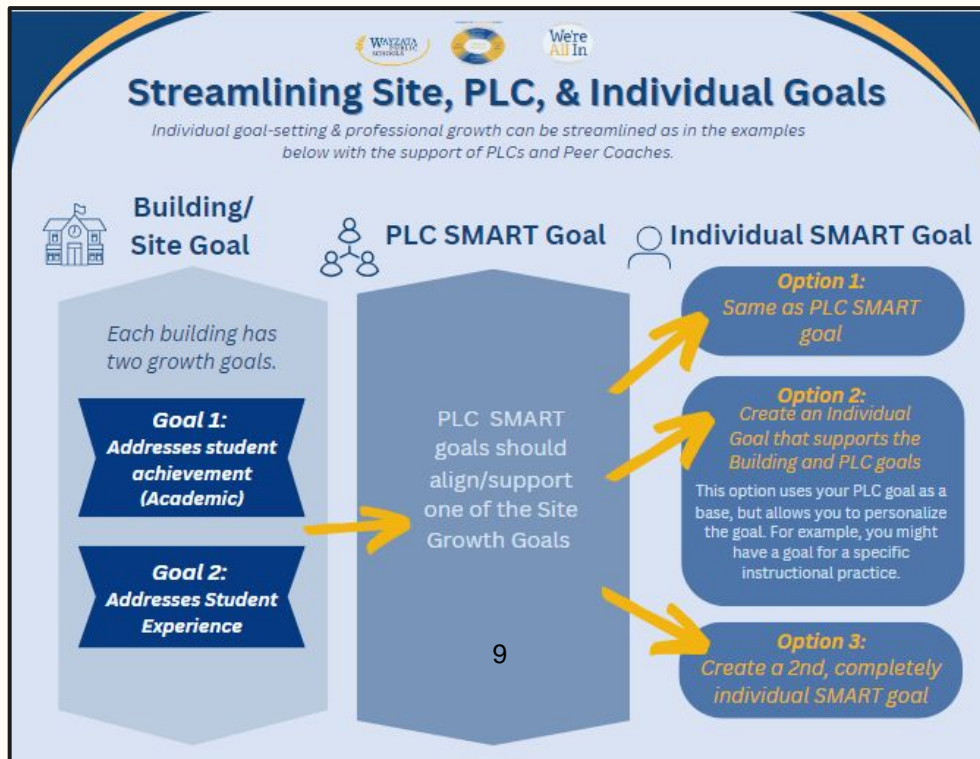 WAYZATA
PUBLIC
SCHOOLS
We're
All In
Streamlining Site, PLC, & Individual Goals
Individual goal-setting & professional growth can be streamlined as in the examples
below with the support of PLCs and Peer Coaches.
Building/
Site Goal
Each building has
two growth goals.
Goal 1:
Addresses student
achievement
(Academic)
Goal 2:
Addresses Student
Experience
PLC SMART Goal
PLC SMART
goals should
align/support
one of the Site
Growth Goals
9
Individual SMART Goal
Option 1:
Same as PLC SMART
goal
Option 2:
Create an Individual
Goal that supports the
Building and PLC goals
This option uses your PLC goal as a
base, but allows you to personalize
the goal. For example, you might
have a goal for a specific
instructional practice.
Option 3:
Create a 2nd, completely
individual SMART goal